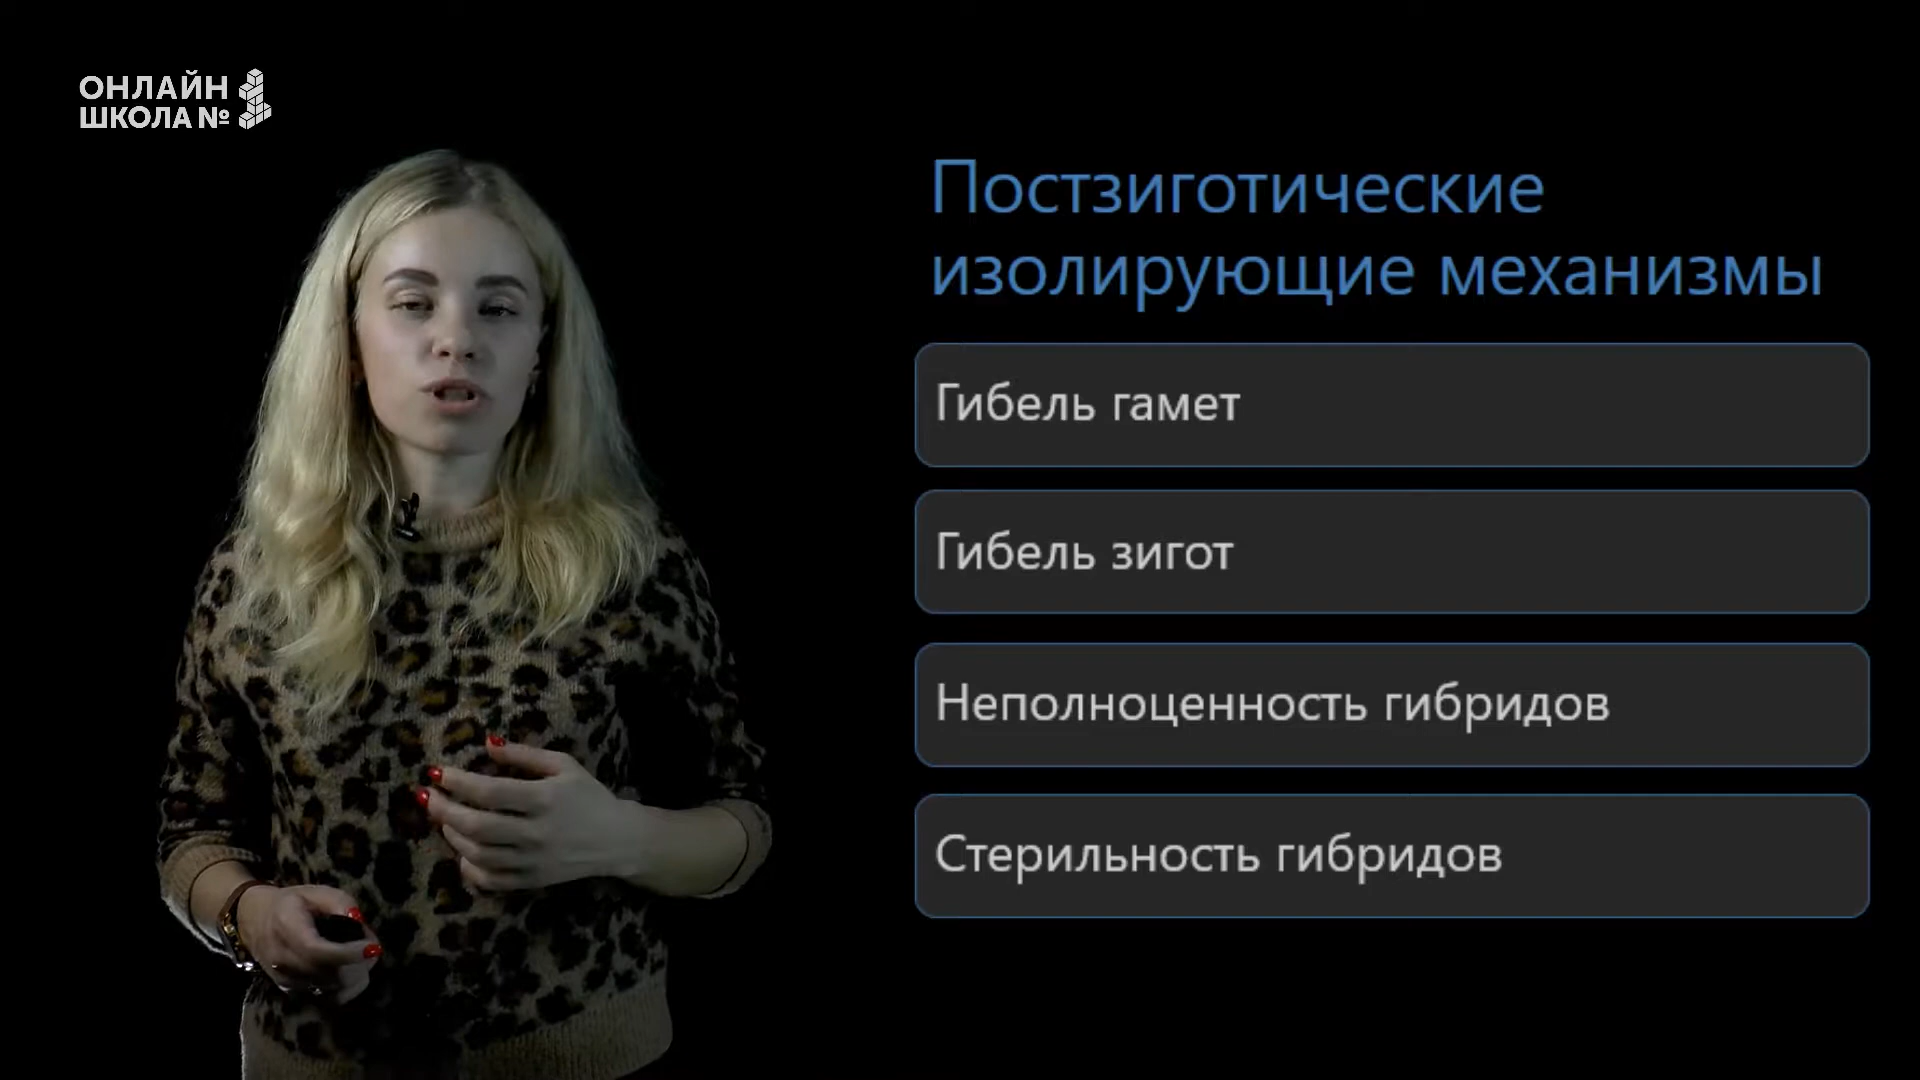 ОНЛАЙН
ШКОЛА №
Постзиготические
изолирующие механизмы
Гибель гамет
Гибель зигот
Неполноценность гибридов
Стерильность гибридов